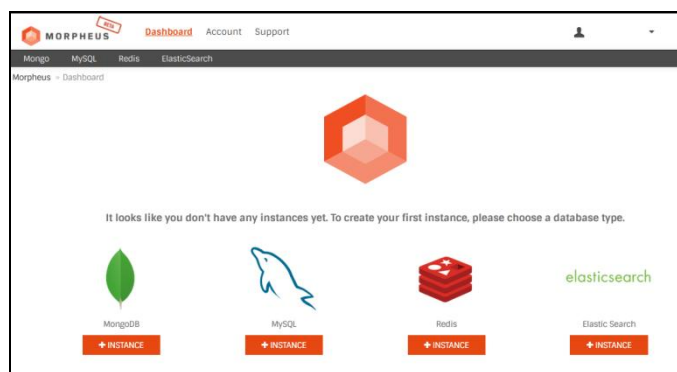 MORPHEUS BETA Dashboard Account Support
Mongo MySQL Redis ElasticSearch
Morpheus » Dashboard
It looks like you don't have any instances yet. To create your first instance, please choose a database type.
elasticsearch
MongoDB MySQL Redis Elastic Search
+ INSTANCE + INSTANCE + INSTANCE + INSTANCE